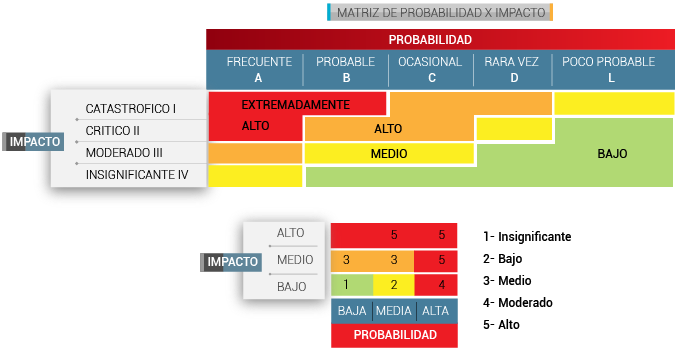 MATRIZ DE PROBABILIDAD X IMPACTO
PROBABILIDAD
FRECUENTE PROBABLE OCASIONAL RARA VEZ POCO PROBABLE
A B C D L
IMPACTO
CATASTROFICO I
CRITICO II
MODERADO III
INSIGNIFICANTE IV
EXTREMADAMENTE
ALTO
ALTO
MEDIO
BAJO
IMPACTO
ALTO 5 5
MEDIO 3 3 5
BAJO 1 2 4
BAJA MEDIA ALTA
PROBABILIDAD
1- Insignificante
2- Bajo
3- Medio
4- Moderado
5- Alto